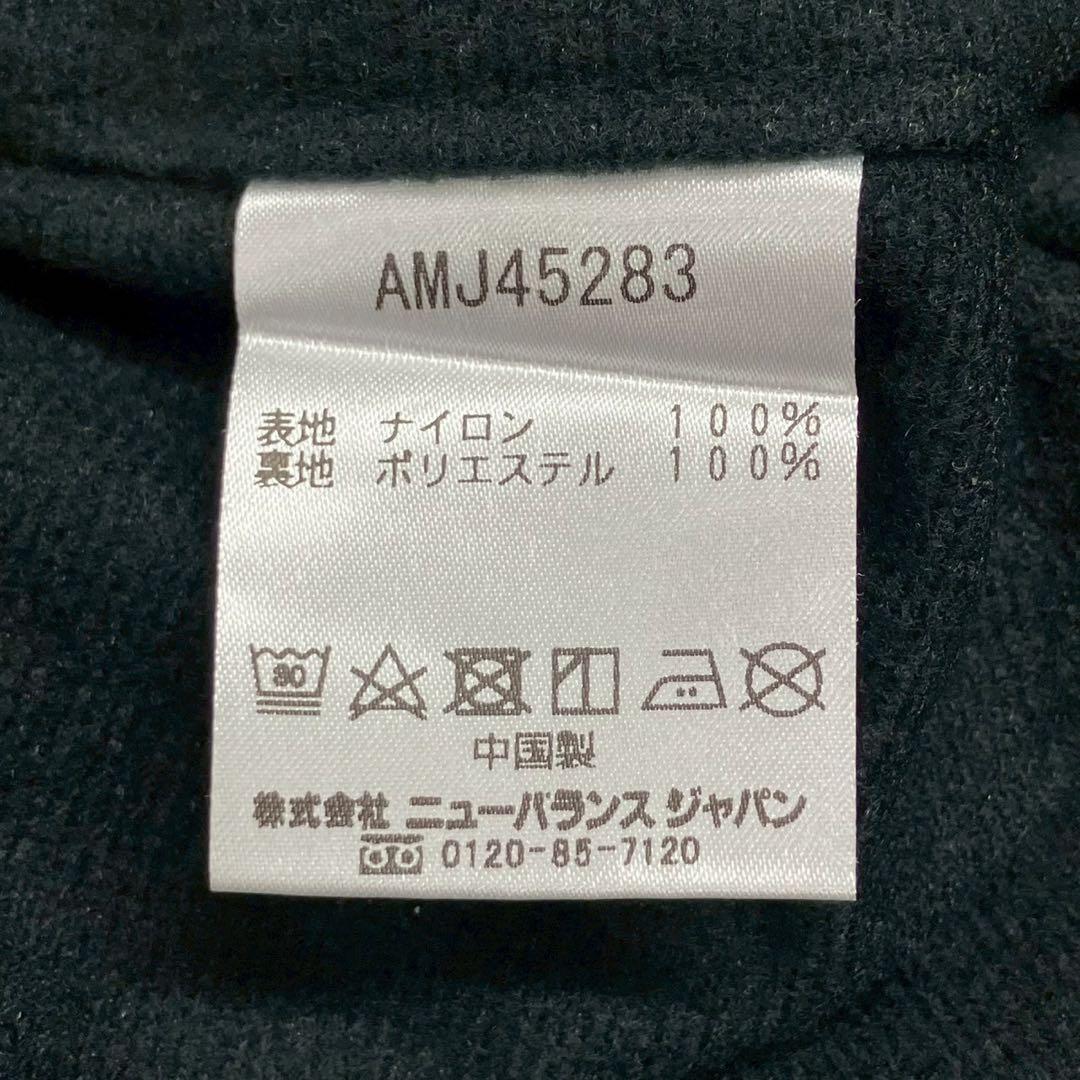 AMJ45283
表地 ナイロン 100%
裏地 ポリエステル 100%
30
中国製
株式会社 ニューバランス ジャパン
0120-85-7120